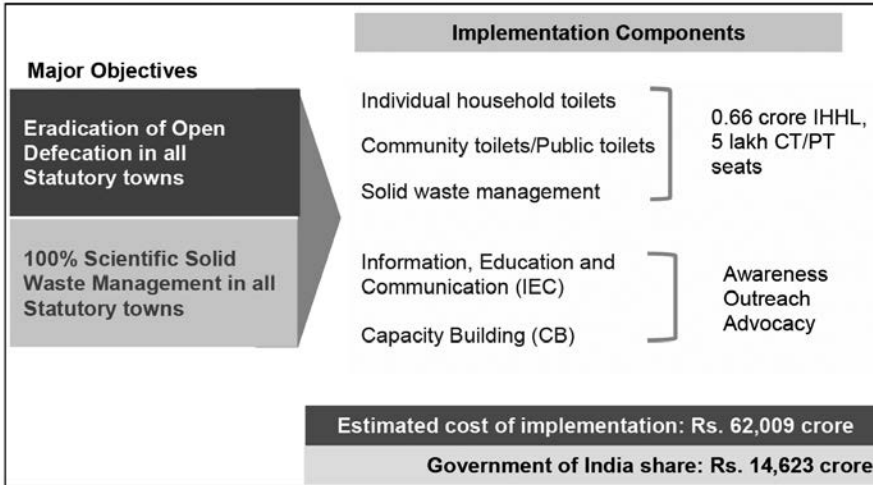 Implementation Components
Major Objectives
Eradication of Open
Defecation in all
Statutory towns
100% Scientific Solid
Waste Management in all
Statutory towns
Individual household toilets
Community toilets/Public toilets
Solid waste management
0.66 crore IHHL,
5 lakh CT/PT
seats
Information, Education and
Communication (IEC)
Capacity Building (CB)
Awareness
Outreach
Advocacy
Estimated cost of implementation: Rs. 62,009 crore
Government of India share: Rs. 14,623 crore